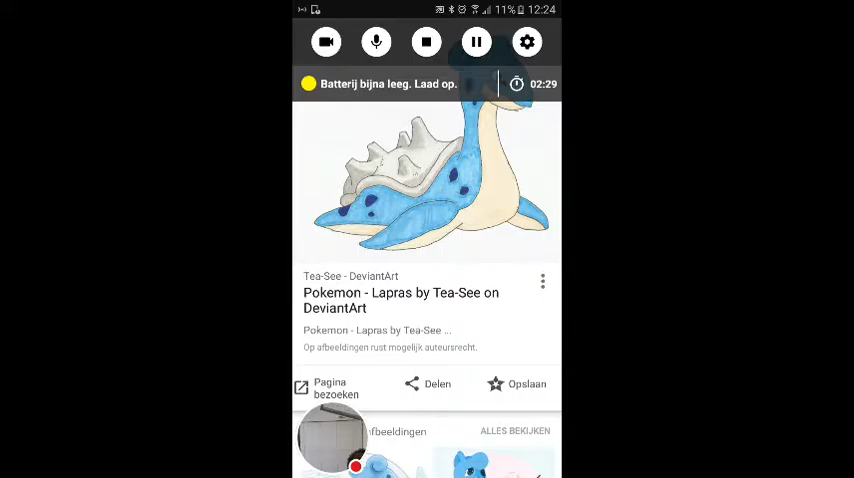 11% 12:24
Batterij bijna leeg. Laad op. 02:29
Tea-See - DeviantArt
Pokemon - Lapras by Tea-See on
DeviantArt
Pokemon - Lapras by Tea-See ...
Op afbeeldingen rust mogelijk auteursrecht.
Pagina
bezoeken
Delen
Opslaan
afbeeldingen
ALLES BEKIJKEN